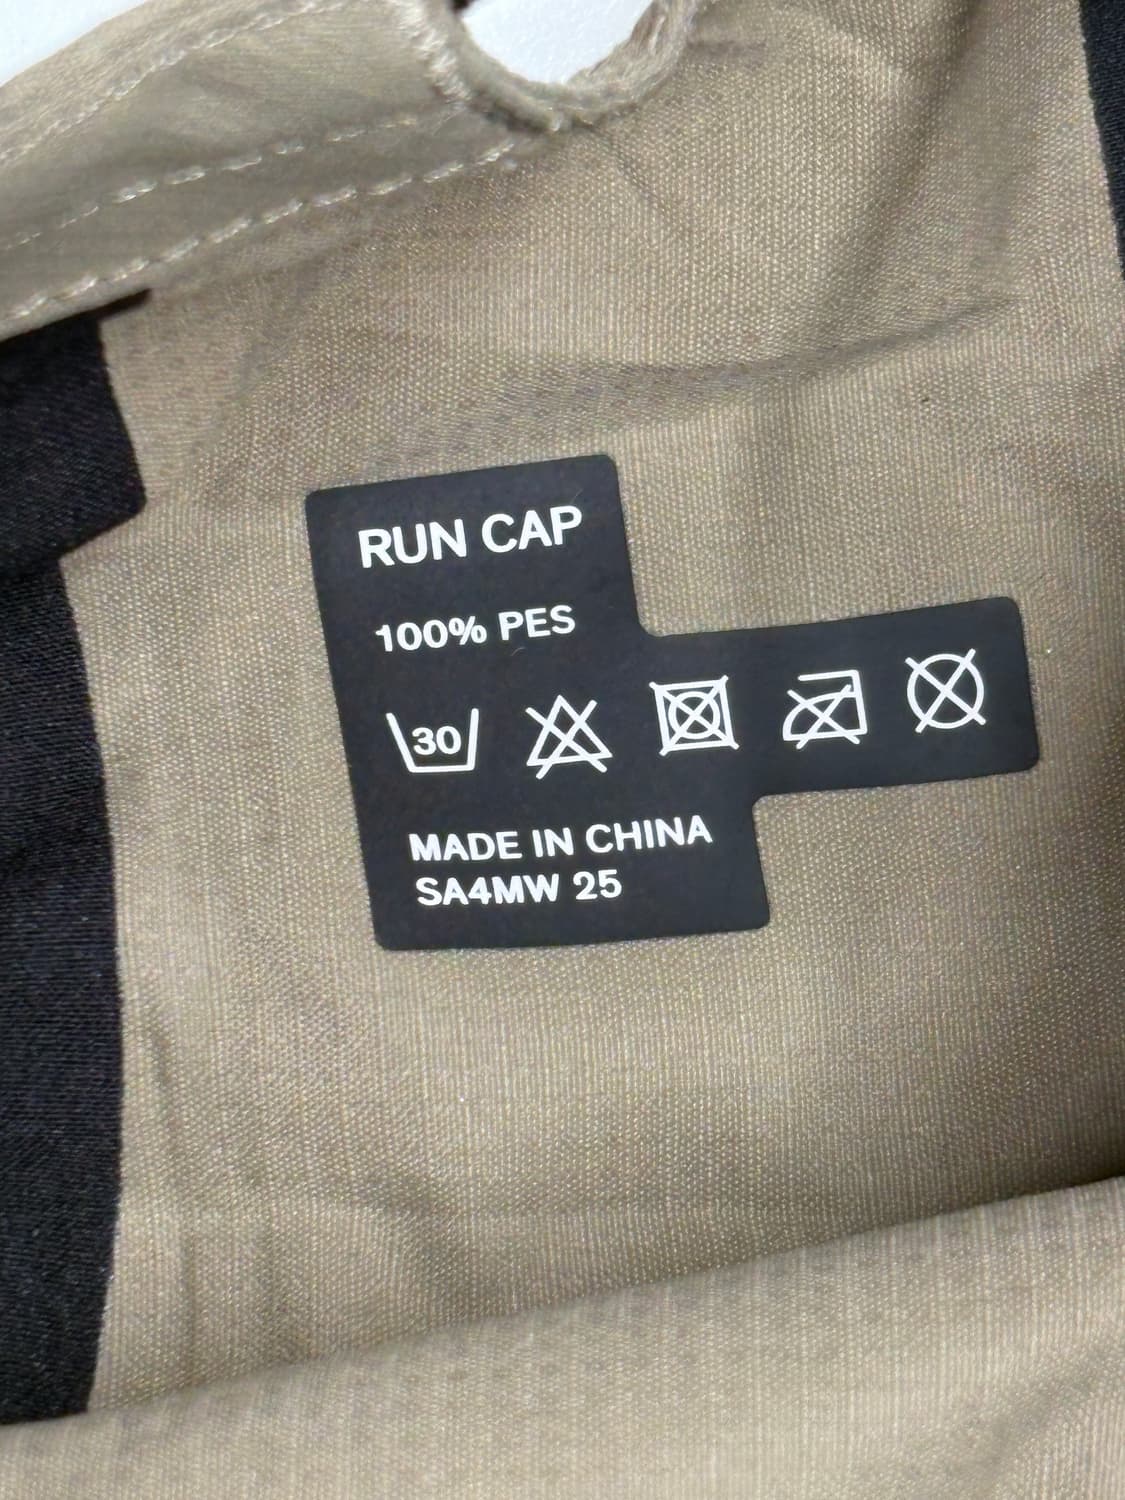 RUN CAP
100% PES
30
MADE IN CHINA
SA4MW 25